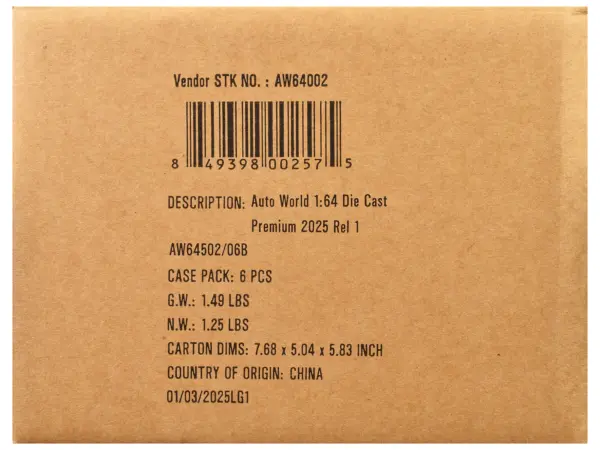 Vendor STK NO. : AW64002
8 49398 00257 5
DESCRIPTION: Auto World 1:64 Die Cast
Premium 2025 Rel 1
AW64502/06B
CASE PACK: 6 PCS
G.W.: 1.49 LBS
N.W.: 1.25 LBS
CARTON DIMS: 7.68 x 5.04 x 5.83 INCH
COUNTRY OF ORIGIN: CHINA
01/03/2025LG1